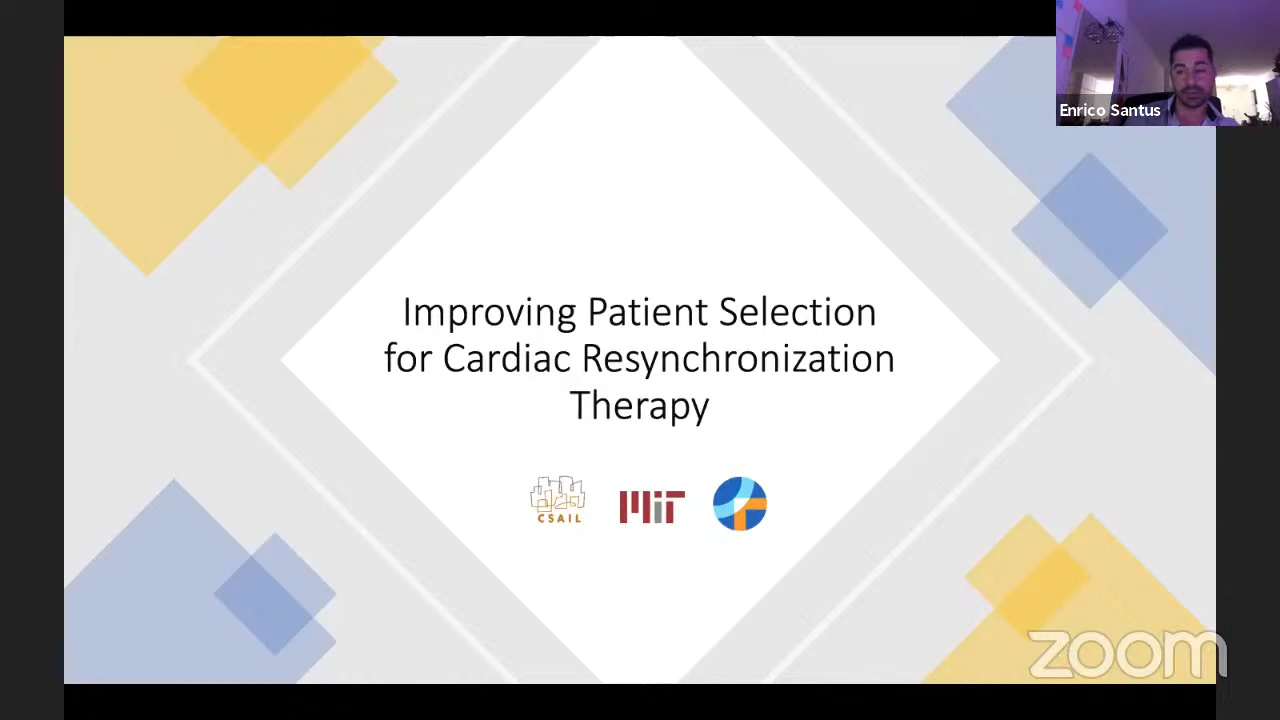 Enrico Santus
Improving Patient Selection
for Cardiac Resynchronization
Therapy
CSAIL
MIT
zoom